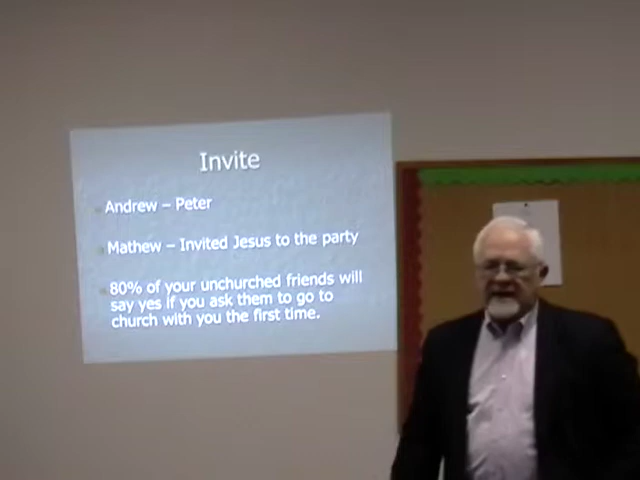 Invite
Andrew – Peter
Mathew – Invited Jesus to the party
80% of your unchurched friends will
say yes if you ask them to go to
church with you the first time.